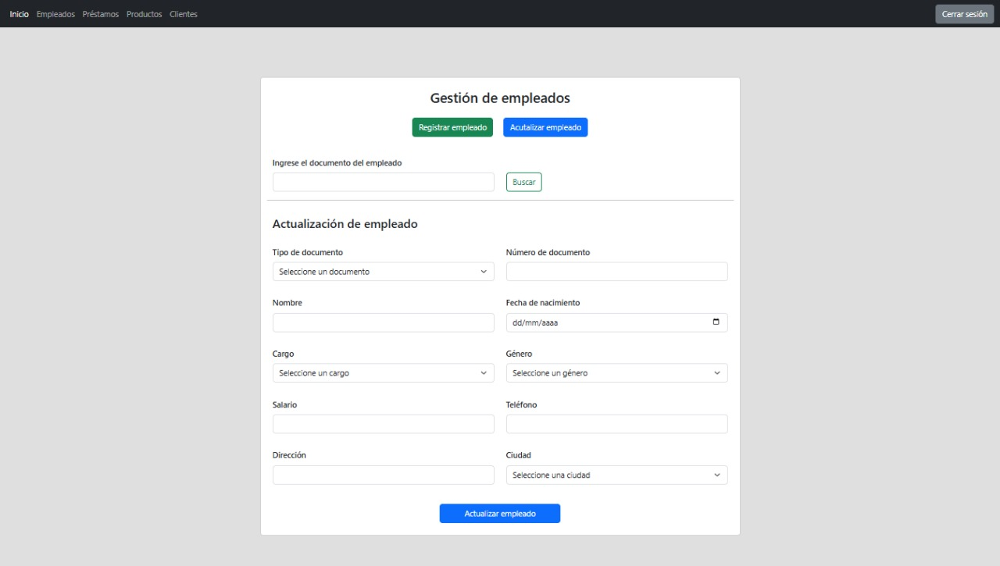 Inicio Empleados Préstamos Productos Clientes Cerrar sesión
Gestión de empleados
Registrar empleado Acutalizar empleado
Ingrese el documento del empleado
Buscar
Actualización de empleado
Tipo de documento Número de documento
Seleccione un documento
Nombre Fecha de nacimiento
dd/mm/aaaa
Cargo Género
Seleccione un cargo Seleccione un género
Salario Teléfono
Dirección Ciudad
Seleccione una ciudad
Actualizar empleado